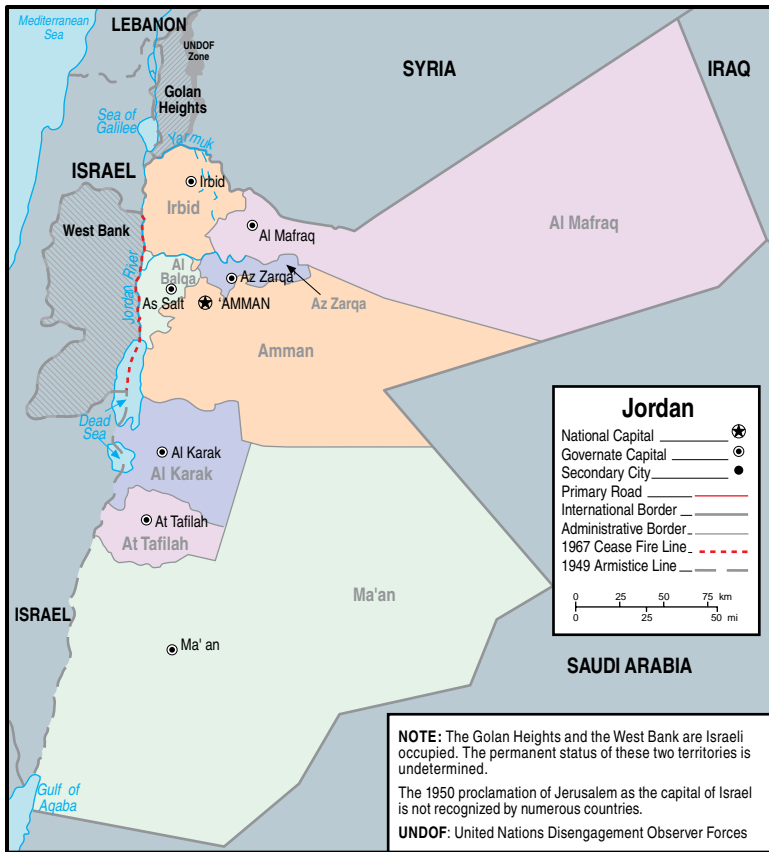 Mediterranean
Sea
LEBANON
UNDOF
Zone
SYRIA
IRAQ
Golan
Heights
Sea of
Galilee
Yarmuk
ISRAEL
Irbid
Irbid
West Bank
Al Mafraq
Al Mafraq
Jordan River
Al
Balqa
Az Zarqa
As Salt
'AMMAN
Az Zarqa
Amman
Dead
Sea
Al Karak
Al Karak
At Tafilah
At Tafilah
Ma'an
ISRAEL
Ma' an
SAUDI ARABIA
Gulf of
Aqaba
Jordan
National Capital
Governate Capital
Secondary City
Primary Road
International Border
Administrative Border
1967 Cease Fire Line
1949 Armistice Line
0 25 50 75 km
0 25 50 mi
NOTE: The Golan Heights and the West Bank are Israeli
occupied. The permanent status of these two territories is
undetermined.
The 1950 proclamation of Jerusalem as the capital of Israel
is not recognized by numerous countries.
UNDOF: United Nations Disengagement Observer Forces